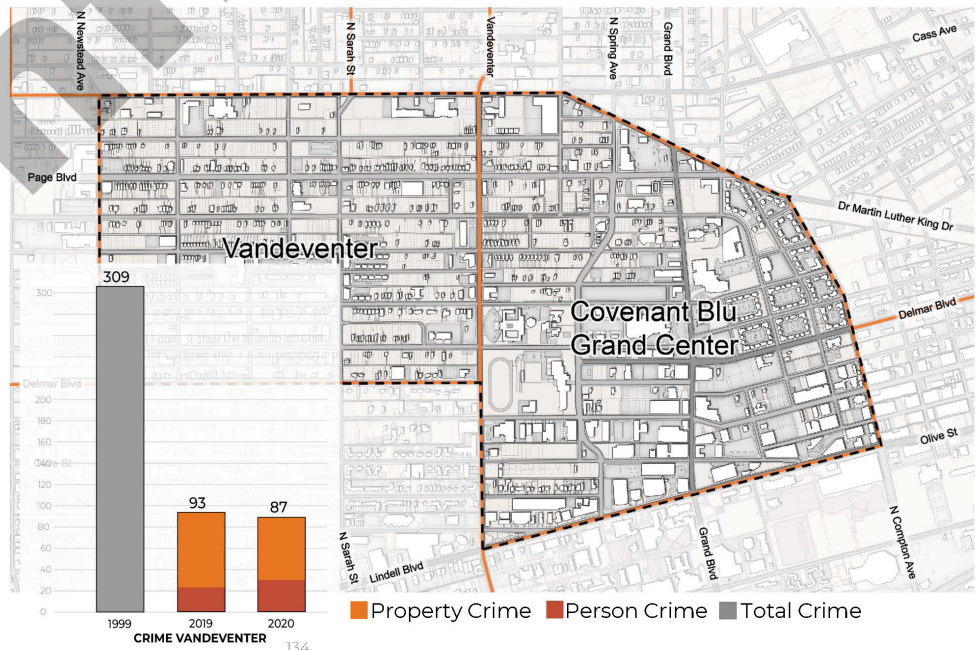 N Newstead Ave
N Sarah St
Vandeventer
N Spring Ave
Grand Blvd
Cass Ave
Page Blvd
Dr Martin Luther King Dr
Vandeventer
Covenant Blu
Grand Center
Delmar Blvd
Delmar Blvd
Olive St
N Sarah St
Lindell Blvd
Grand Blvd
N Compton Ave
309
93
87
300
200
180
160
120
100
80
60
40
20
0
1999
2019
2020
CRIME VANDEVENTER
Property Crime
Person Crime
Total Crime
134